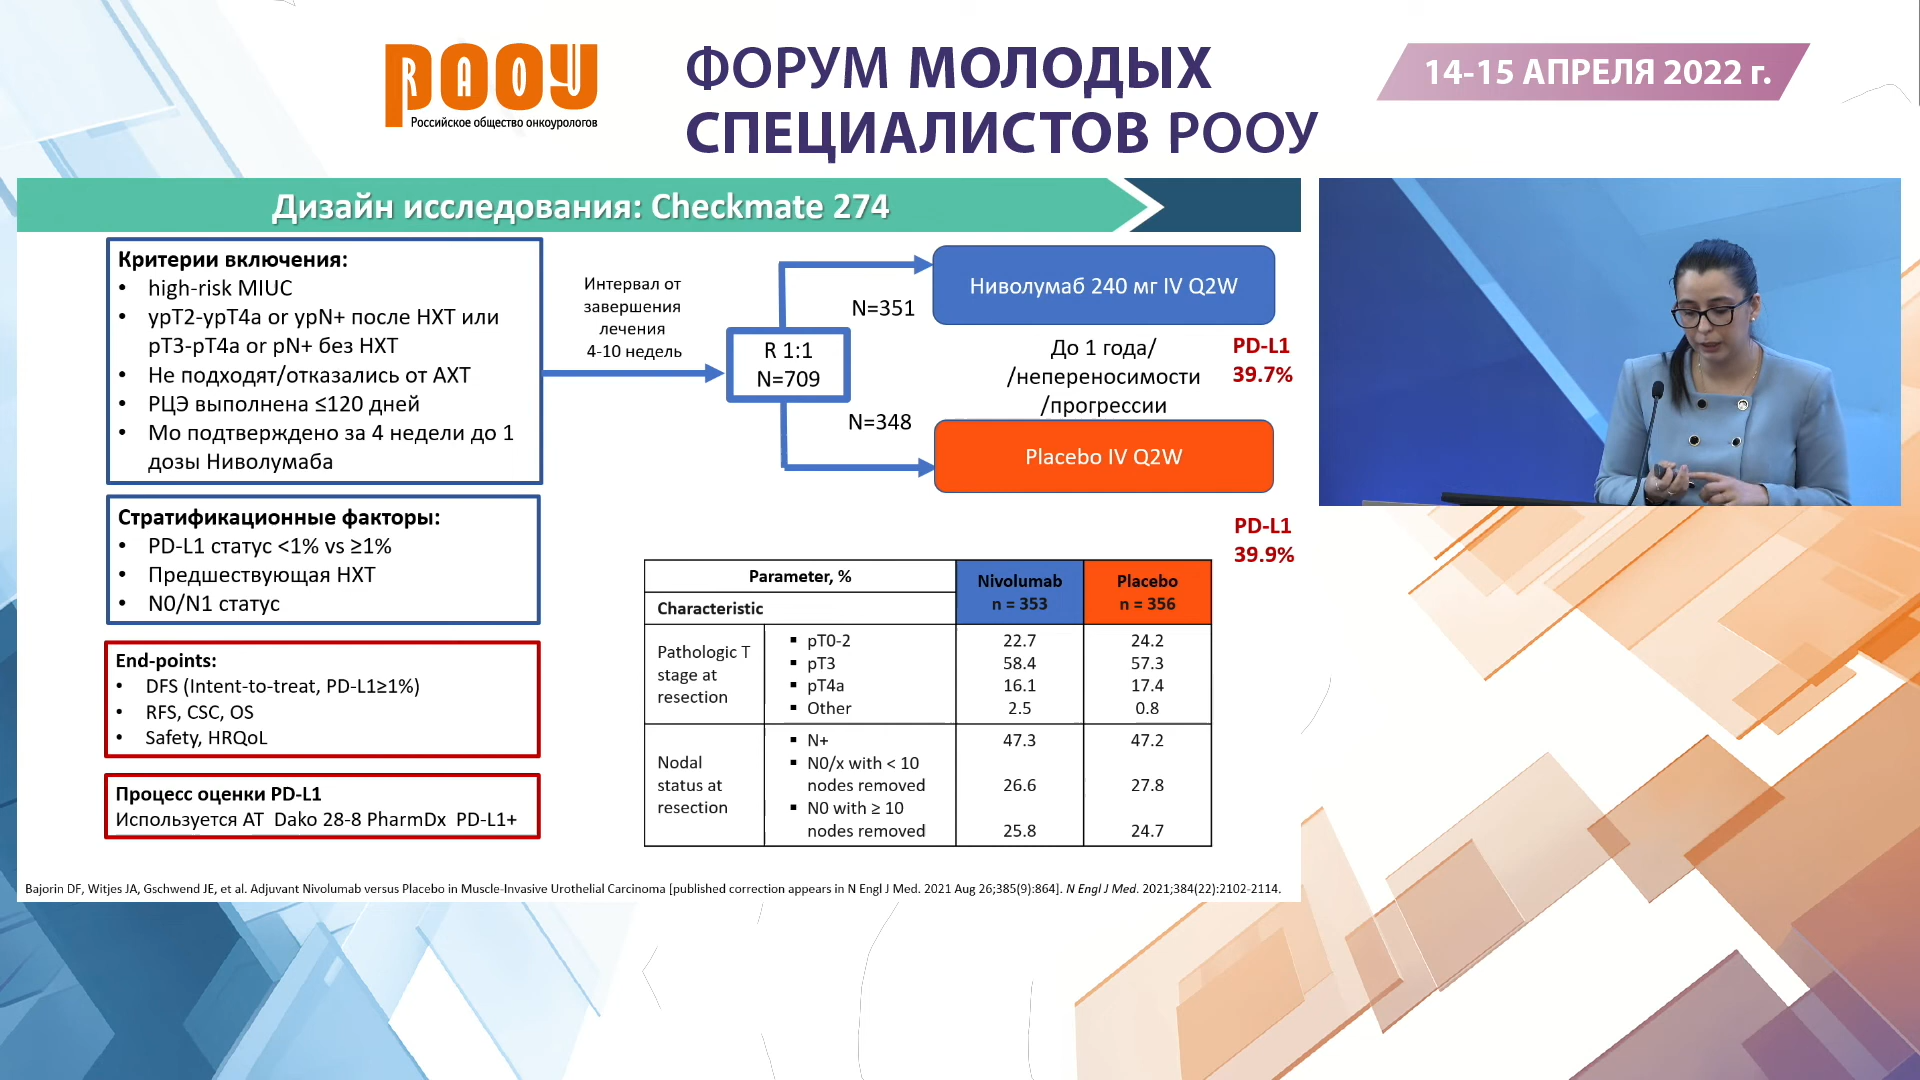 РООУ
RAOU
Российское общество онкоурологов
ФОРУМ МОЛОДЫХ
СПЕЦИАЛИСТОВ РООУ
14-15 АПРЕЛЯ 2022 г.
Дизайн исследования: Checkmate 274
Критерии включения:
• high-risk MIUC
• ypT2-ypT4a or ypN+ после НХТ или
pT3-pT4a or pN+ без НХТ
• Не подходят/отказались от АХТ
• РЦЭ выполнена ≤120 дней
• Мо подтверждено за 4 недели до 1
дозы Ниволумаба
Интервал от
завершения
лечения
4-10 недель
R 1:1
N=709
N=351
N=348
Ниволумаб 240 мг IV Q2W
До 1 года/
/непереносимости
/прогрессии
PD-L1
39.7%
Placebo IV Q2W
PD-L1
39.9%
Стратификационные факторы:
• PD-L1 статус <1% vs ≥1%
• Предшествующая НХТ
• N0/N1 статус
End-points:
• DFS (Intent-to-treat, PD-L1≥1%)
• RFS, CSC, OS
• Safety, HRQoL
Процесс оценки PD-L1
Используется АТ Dako 28-8 PharmDx PD-L1+
Parameter, %
Characteristic
Nivolumab
n = 353
Placebo
n = 356
Pathologic T
stage at
resection
▪ pT0-2 22.7 24.2
▪ pT3 58.4 57.3
▪ pT4a 16.1 17.4
▪ Other 2.5 0.8
Nodal
status at
resection
▪ N+ 47.3 47.2
▪ N0/x with < 10
nodes removed 26.6 27.8
▪ N0 with ≥ 10
nodes removed 25.8 24.7
Bajorin DF, Witjes JA, Gschwend JE, et al. Adjuvant Nivolumab versus Placebo in Muscle-Invasive Urothelial Carcinoma [published correction appears in N Engl J Med. 2021 Aug 26;385(9):864]. N Engl J Med. 2021;384(22):2102-2114.